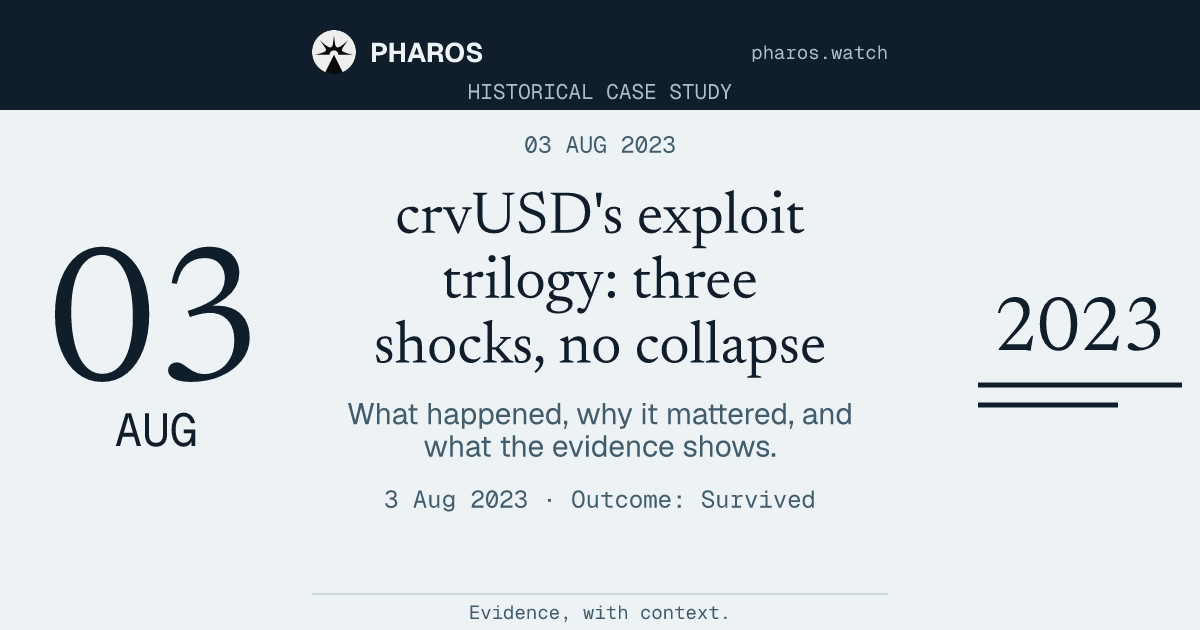 PHAROS
pharos.watch
HISTORICAL CASE STUDY
03 AUG 2023
crvUSD's exploit
trilogy: three
shocks, no collapse
What happened, why it mattered, and
what the evidence shows.
3 Aug 2023 · Outcome: Survived
03
AUG
2023
Evidence, with context.